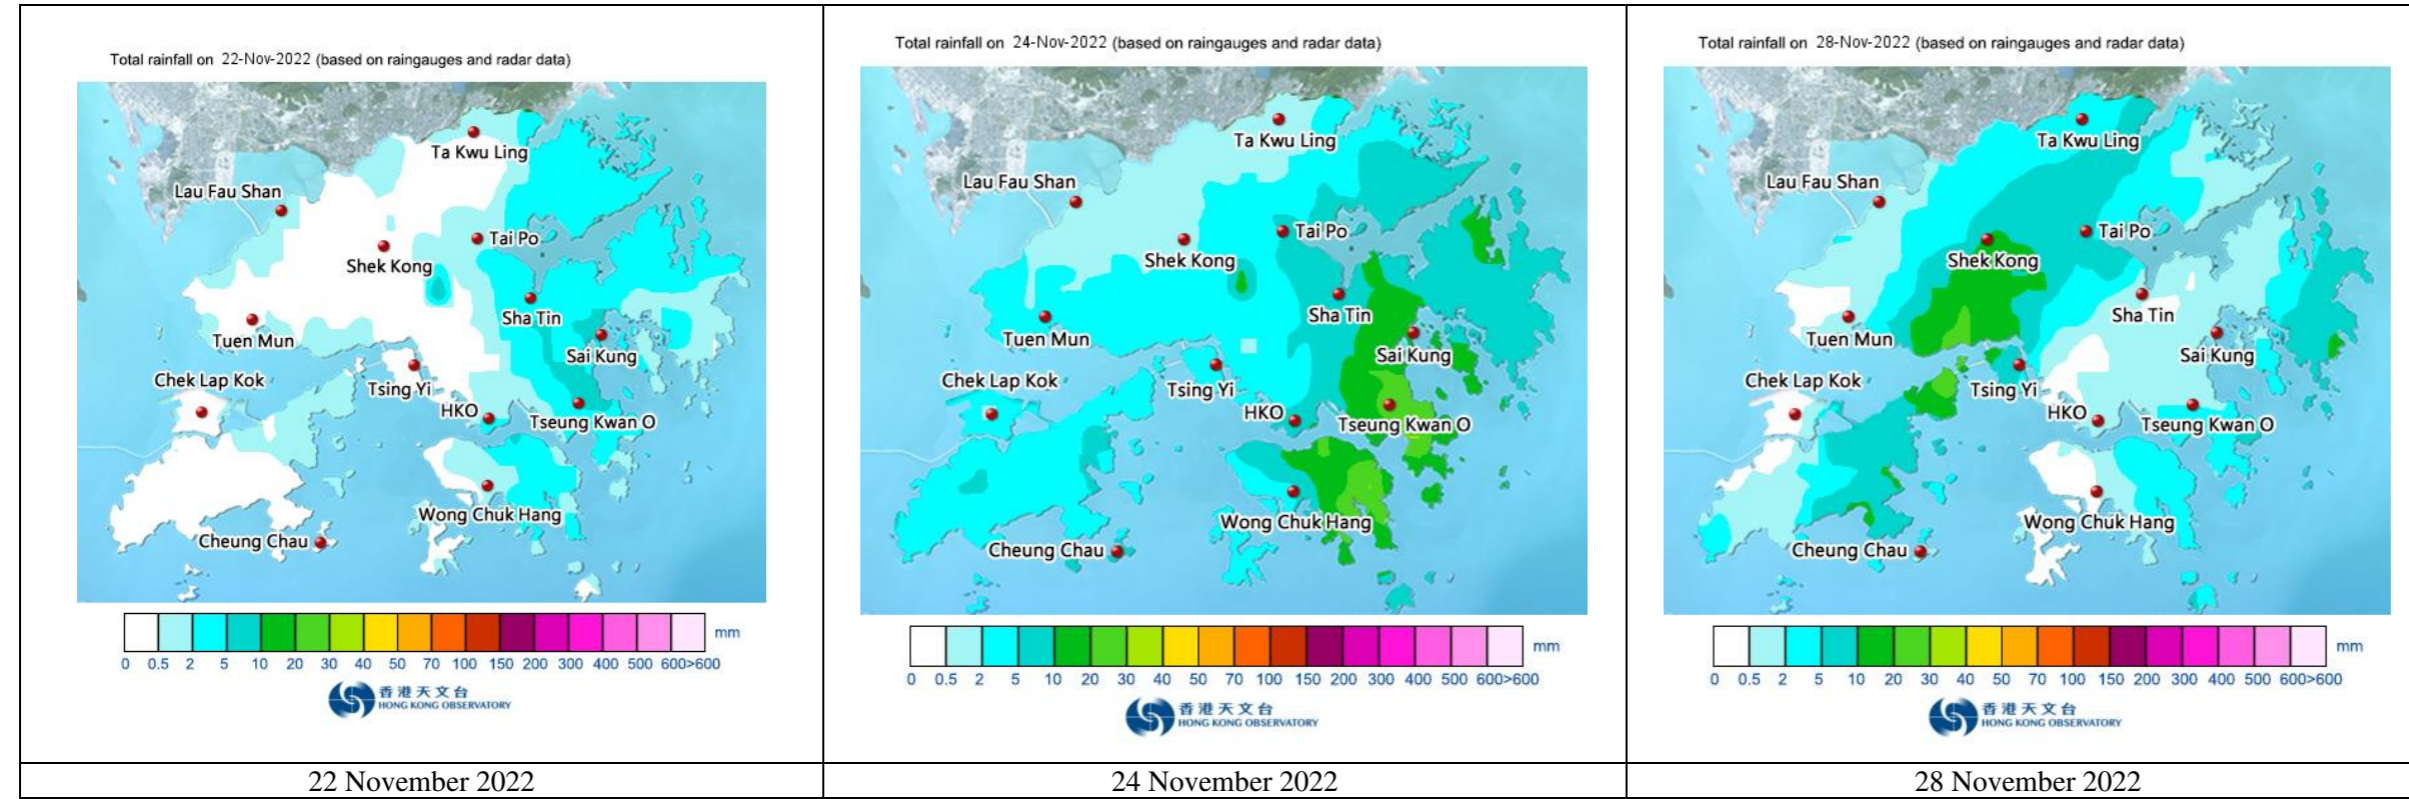 Total rainfall on 22-Nov-2022 (based on raingauges and radar data)
Ta Kwu Ling
Lau Fau Shan
Tai Po
Shek Kong
Sha Tin
Tuen Mun
Sai Kung
Chek Lap Kok
Tsing Yi
HKO
Tseung Kwan O
Wong Chuk Hang
Cheung Chau
mm
0 0.5 2 5 10 20 30 40 50 70 100 150 200 300 400 500 600>600
香港天文台
HONG KONG OBSERVATORY
22 November 2022
Total rainfall on 24-Nov-2022 (based on raingauges and radar data)
Ta Kwu Ling
Lau Fau Shan
Tai Po
Shek Kong
Sha Tin
Tuen Mun
Sai Kung
Chek Lap Kok
Tsing Yi
HKO
Tseung Kwan O
Wong Chuk Hang
Cheung Chau
mm
0 0.5 2 5 10 20 30 40 50 70 100 150 200 300 400 500 600>600
香港天文台
HONG KONG OBSERVATORY
24 November 2022
Total rainfall on 28-Nov-2022 (based on raingauges and radar data)
Ta Kwu Ling
Lau Fau Shan
Tai Po
Shek Kong
Sha Tin
Tuen Mun
Sai Kung
Chek Lap Kok
Tsing Yi
HKO
Tseung Kwan O
Wong Chuk Hang
Cheung Chau
mm
0 0.5 2 5 10 20 30 40 50 70 100 150 200 300 400 500 600>600
香港天文台
HONG KONG OBSERVATORY
28 November 2022